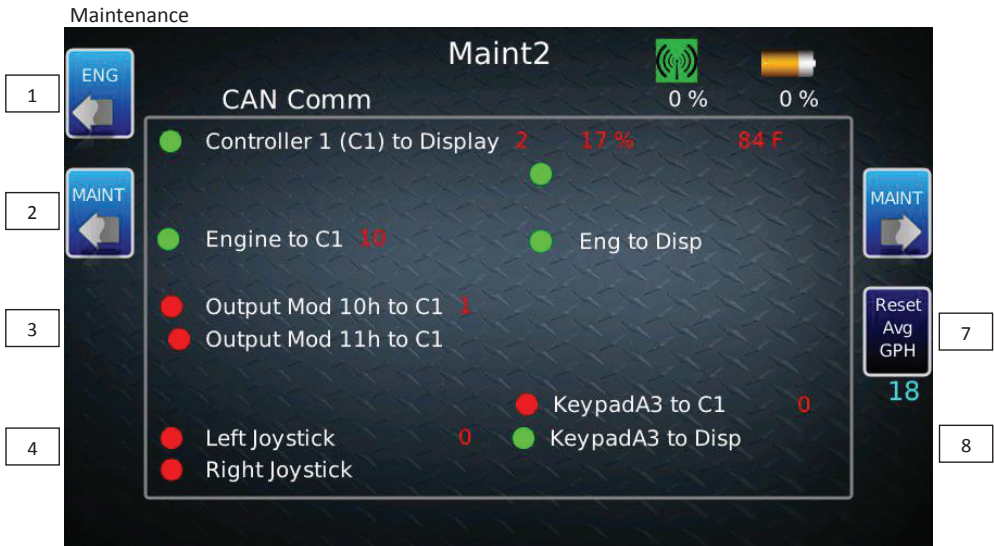 Maintenance
Maint2
ENG
1
CAN Comm
0 %
0 %
Controller 1 (C1) to Display 2 17 % 84 F
MAINT
2
MAINT
Engine to C1 10
Eng to Disp
Output Mod 10h to C1 1
Output Mod 11h to C1
3
Reset
Avg
GPH
7
18
KeypadA3 to C1 0
Left Joystick 0
KeypadA3 to Disp
4
8
Right Joystick